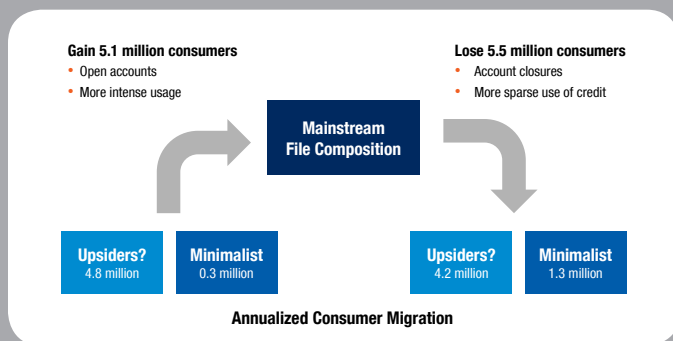 Gain 5.1 million consumers
• Open accounts
• More intense usage
Lose 5.5 million consumers
• Account closures
• More sparse use of credit
Mainstream
File Composition
Upsiders?
4.8 million
Minimalist
0.3 million
Upsiders?
4.2 million
Minimalist
1.3 million
Annualized Consumer Migration